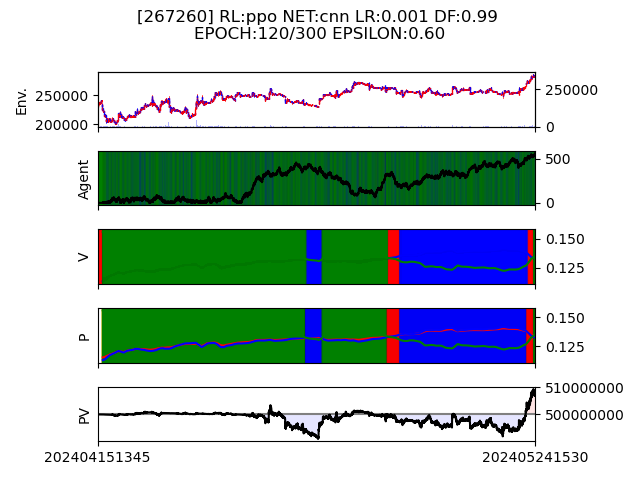 [267260] RL:ppo NET:cnn LR:0.001 DF:0.99
EPOCH:120/300 EPSILON:0.60
Env.
250000
200000
250000
0
Agent
500
0
V
0.150
0.125
P
0.150
0.125
PV
510000000
500000000
202404151345
202405241530